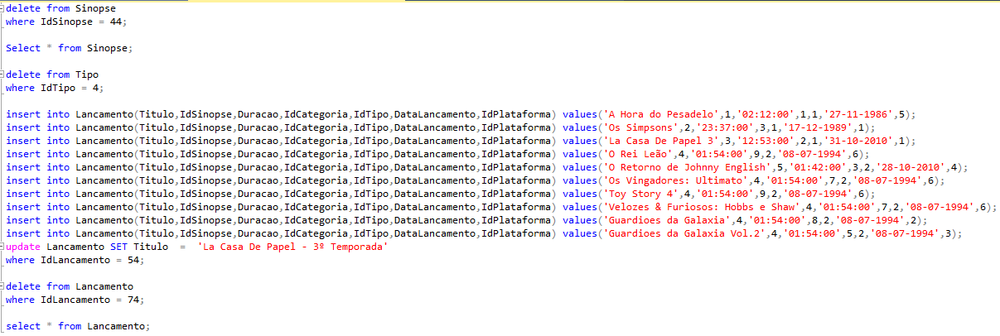 delete from Sinopse
where IdSinopse = 44;
Select * from Sinopse;
delete from Tipo
where IdTipo = 4;
insert into Lancamento(Titulo,IdSinopse,Duracao,IdCategoria,IdTipo,DataLancamento,IdPlataforma) values('A Hora do Pesadelo',1,'02:12:00',1,1,'27-11-1986',5);
insert into Lancamento(Titulo,IdSinopse,Duracao,IdCategoria,IdTipo,DataLancamento,IdPlataforma) values('Os Simpsons',2,'23:37:00',3,1,'17-12-1989',1);
insert into Lancamento(Titulo,IdSinopse,Duracao,IdCategoria,IdTipo,DataLancamento,IdPlataforma) values('La Casa De Papel 3',3,'12:53:00',2,1,'31-10-2010',1);
insert into Lancamento(Titulo,IdSinopse,Duracao,IdCategoria,IdTipo,DataLancamento,IdPlataforma) values('O Rei Leão',4,'01:54:00',9,2,'08-07-1994',6);
insert into Lancamento(Titulo,IdSinopse,Duracao,IdCategoria,IdTipo,DataLancamento,IdPlataforma) values('O Retorno de Johnny English',5,'01:42:00',3,2,'28-10-2010',4);
insert into Lancamento(Titulo,IdSinopse,Duracao,IdCategoria,IdTipo,DataLancamento,IdPlataforma) values('Os Vingadores: Ultimato',4,'01:54:00',7,2,'08-07-1994',6);
insert into Lancamento(Titulo,IdSinopse,Duracao,IdCategoria,IdTipo,DataLancamento,IdPlataforma) values('Toy Story 4',4,'01:54:00',9,2,'08-07-1994',6);
insert into Lancamento(Titulo,IdSinopse,Duracao,IdCategoria,IdTipo,DataLancamento,IdPlataforma) values('Velozes & Furiosos: Hobbs e Shaw',4,'01:54:00',7,2,'08-07-1994',6);
insert into Lancamento(Titulo,IdSinopse,Duracao,IdCategoria,IdTipo,DataLancamento,IdPlataforma) values('Guardioes da Galaxia',4,'01:54:00',8,2,'08-07-1994',2);
insert into Lancamento(Titulo,IdSinopse,Duracao,IdCategoria,IdTipo,DataLancamento,IdPlataforma) values('Guardioes da Galaxia Vol.2',4,'01:54:00',5,2,'08-07-1994',3);
update Lancamento SET Titulo = 'La Casa De Papel - 3º Temporada'
where IdLancamento = 54;
delete from Lancamento
where IdLancamento = 74;
select * from Lancamento;